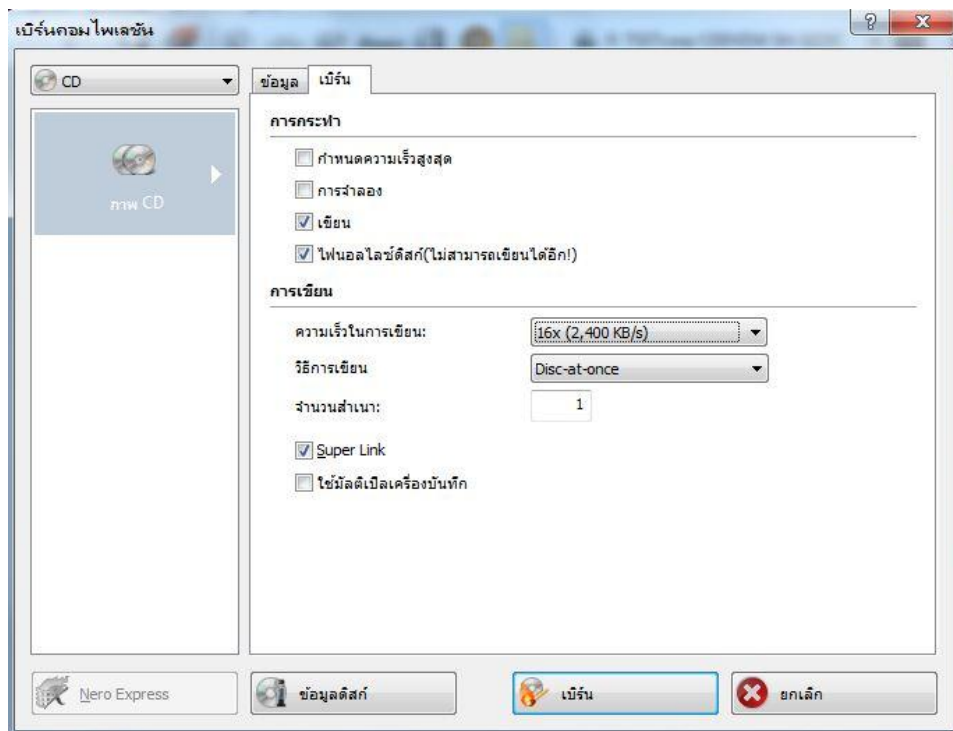 เบิร์นคอมไพเลชัน
CD
ภาพ CD
ข้อมูล เบิร์น
การกระทำ
กำหนดความเร็วสูงสุด
การจำลอง
เขียน
ไฟนอลไลซ์ดิสก์(ไม่สามารถเขียนได้อีก!)
การเขียน
ความเร็วในการเขียน: 16x (2,400 KB/s)
วิธีการเขียน Disc-at-once
จำนวนสำเนา: 1
Super Link
ใช้มัลติเปิลเครื่องบันทึก
Nero Express ข้อมูลดิสก์ เบิร์น ยกเลิก